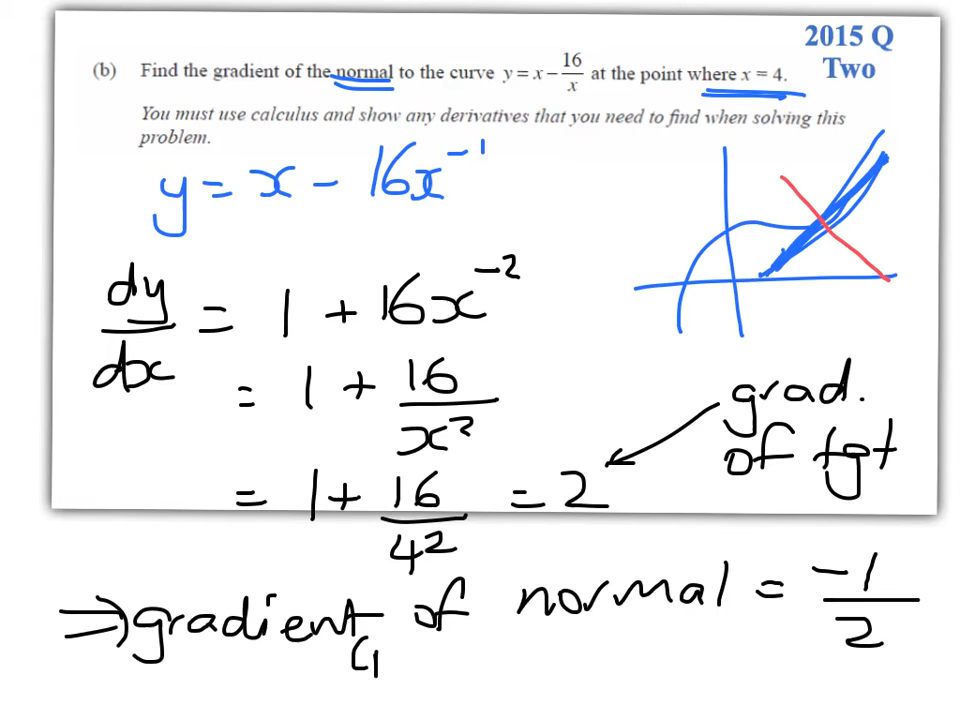 2015 Q
Two
(b) Find the gradient of the normal to the curve y = x − 16/x at the point where x = 4.
You must use calculus and show any derivatives that you need to find when solving this
problem.
y = x − 16x⁻¹
dy/dx = 1 + 16x⁻²
= 1 + 16/x²
grad.
of tgt
= 1 + 16/4² = 2
⇒ gradient of normal = −1/2